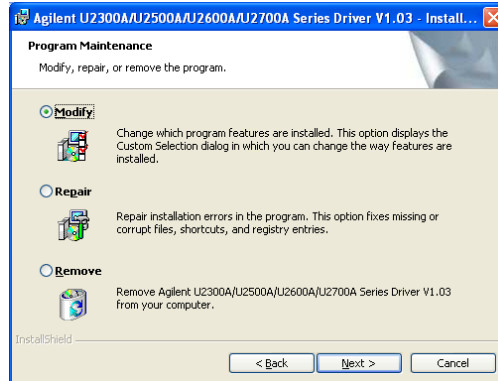 Agilent U2300A/U2500A/U2600A/U2700A Series Driver V1.03 - Install...
Program Maintenance
Modify, repair, or remove the program.
Modify
Change which program features are installed. This option displays the
Custom Selection dialog in which you can change the way features are
installed.
Repair
Repair installation errors in the program. This option fixes missing or
corrupt files, shortcuts, and registry entries.
Remove
Remove Agilent U2300A/U2500A/U2600A/U2700A Series Driver V1.03
from your computer.
InstallShield
< Back Next > Cancel